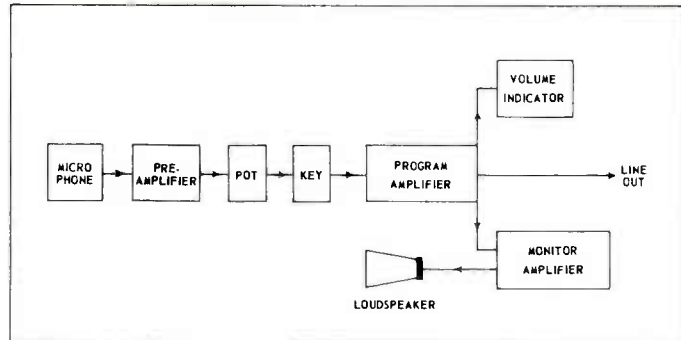 VOLUME
INDICATOR
MICRO
PHONE
PRE-
AMPLIFIER
POT
KEY
PROGRAM
AMPLIFIER
LINE
OUT
MONITOR
AMPLIFIER
LOUDSPEAKER